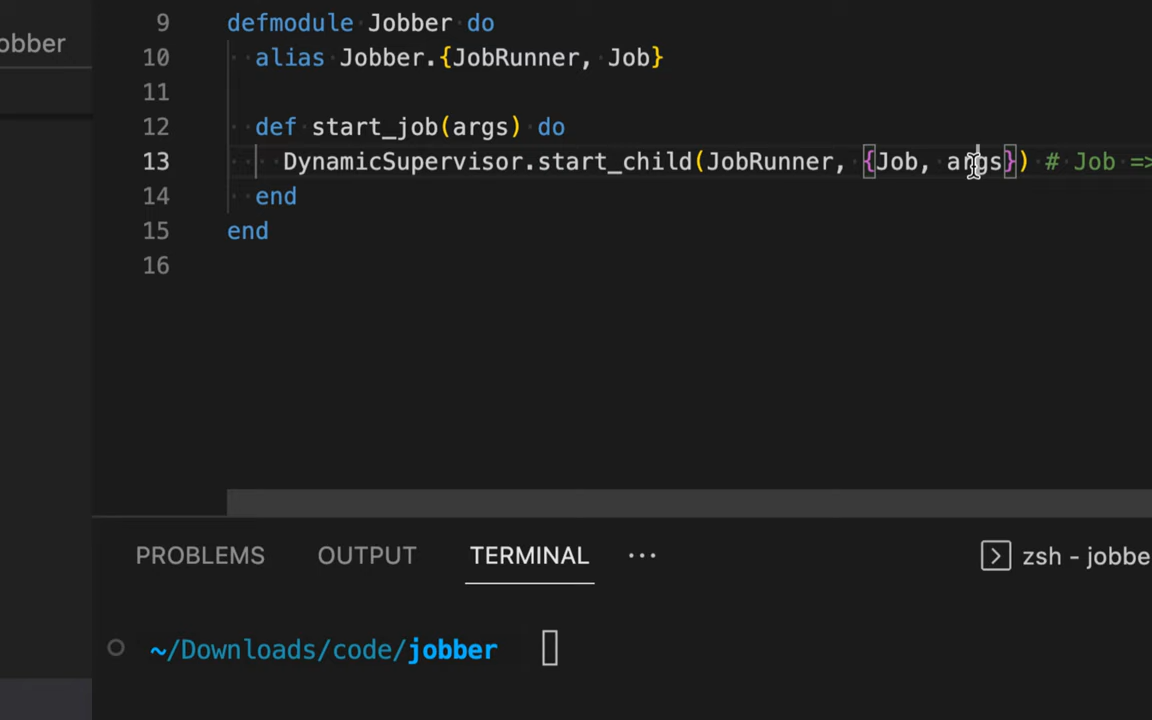 obber
9 defmodule Jobber do
10 alias Jobber.{JobRunner, Job}
11
12 def start_job(args) do
13 DynamicSupervisor.start_child(JobRunner, {Job, args}) # Job =>
14 end
15 end
16
PROBLEMS OUTPUT TERMINAL ···
zsh - jobbe
~/Downloads/code/jobber